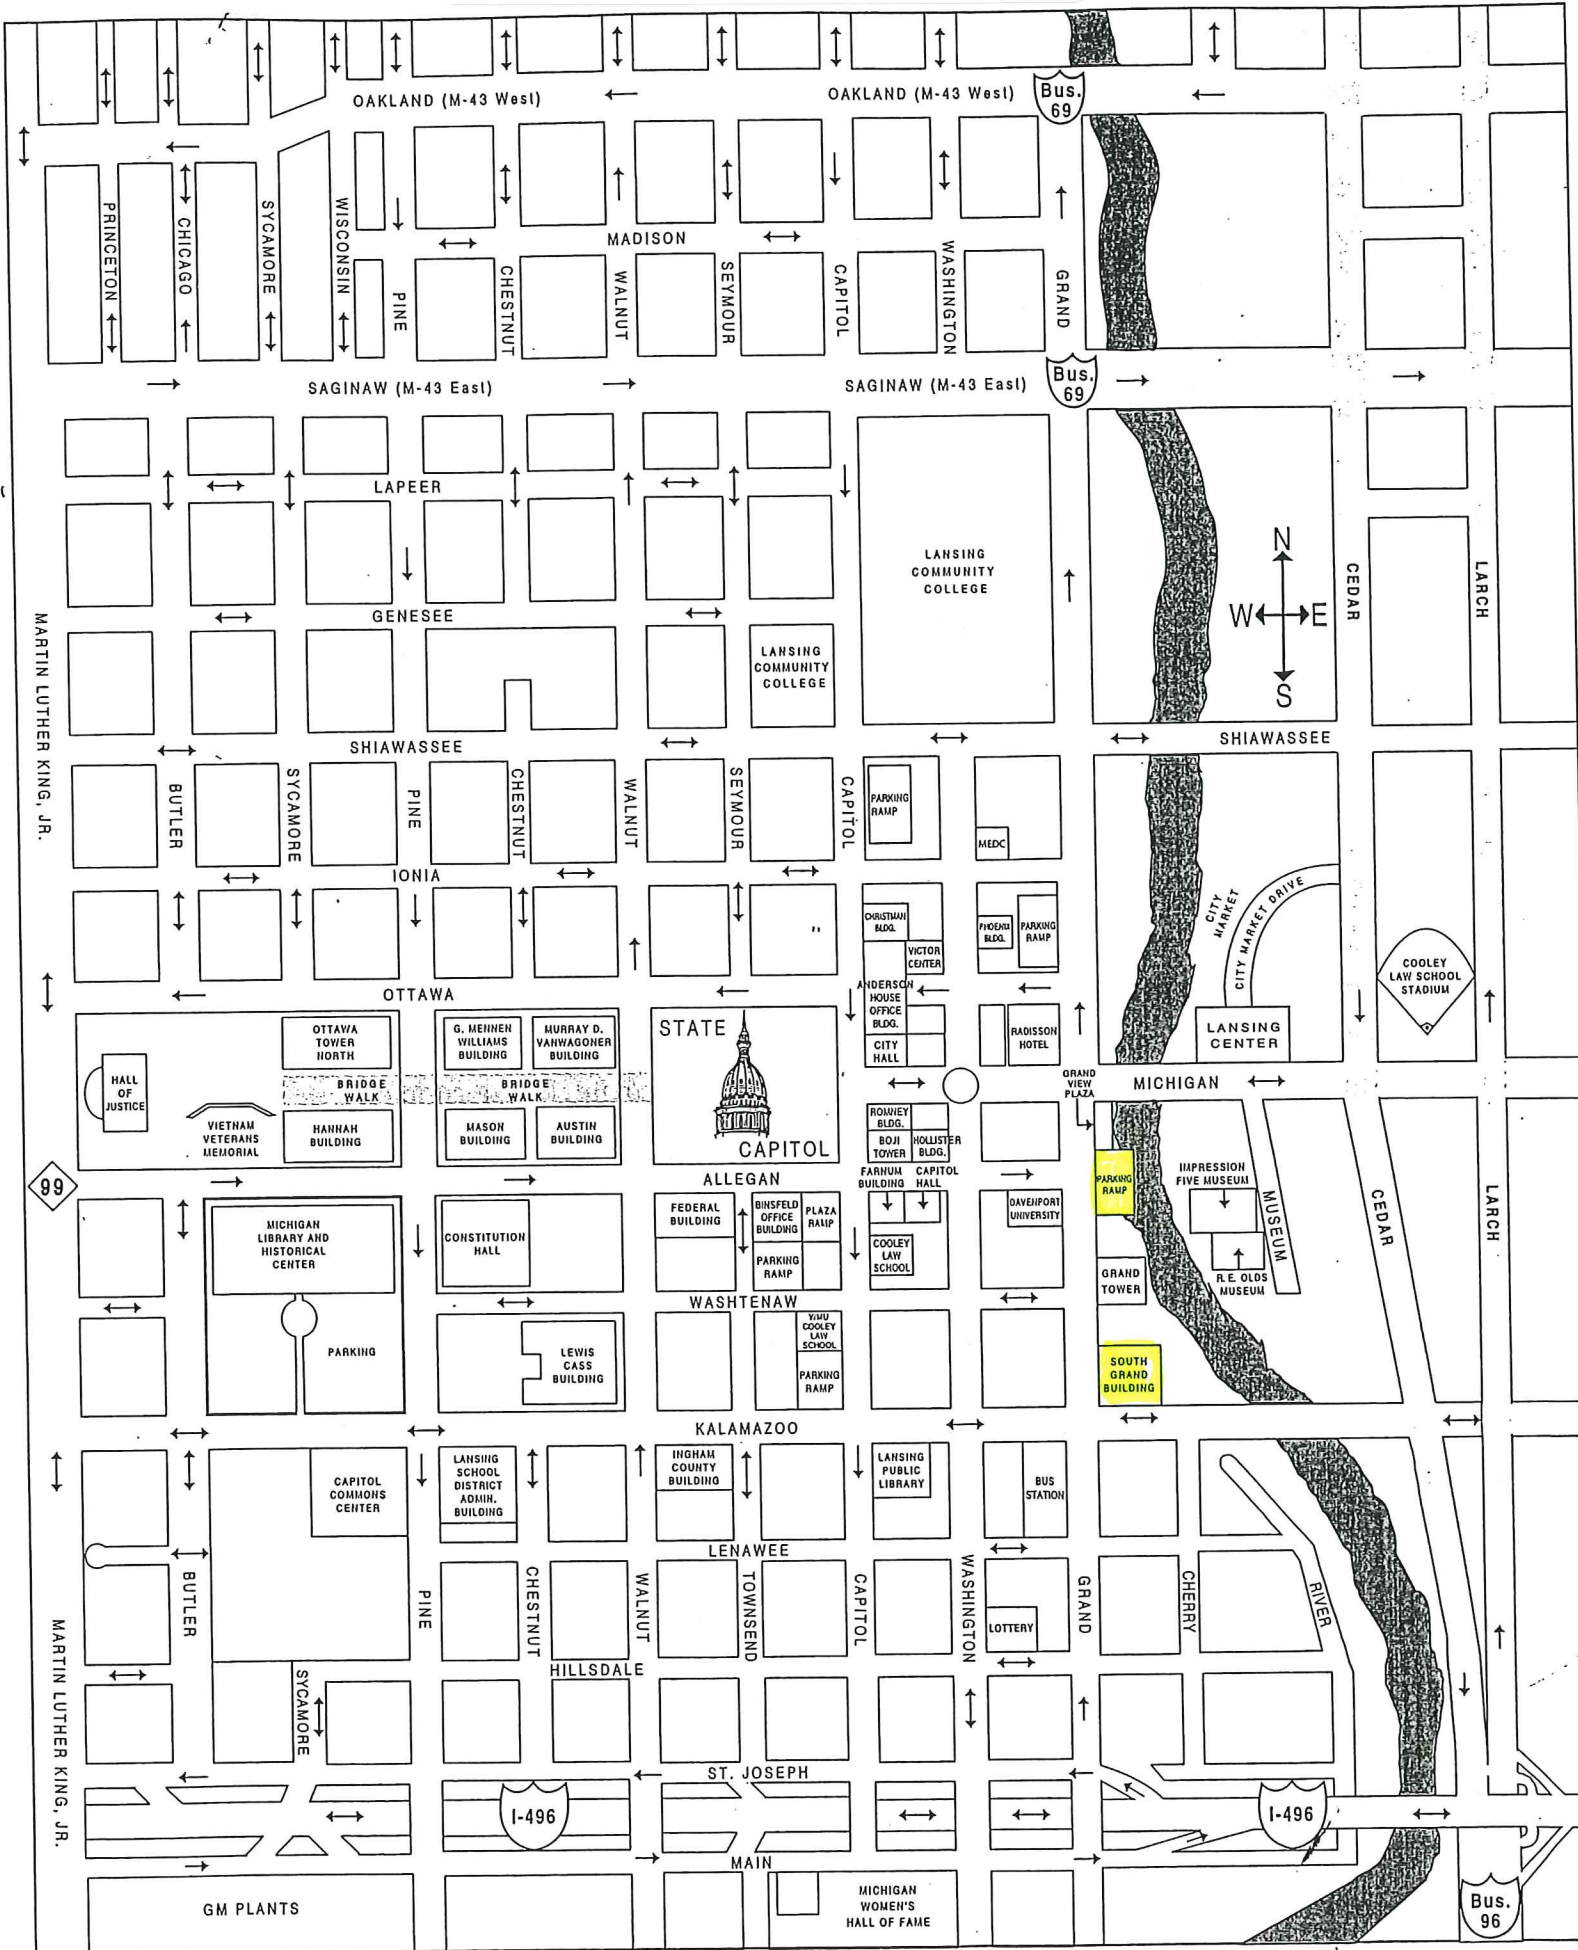 OAKLAND (M-43 West)
OAKLAND (M-43 West)
Bus.
69
PRINCETON
CHICAGO
SYCAMORE
WISCONSIN
PINE
CHESTNUT
WALNUT
SEYMOUR
CAPITOL
WASHINGTON
GRAND
MADISON
SAGINAW (M-43 East)
SAGINAW (M-43 East)
Bus.
69
LAPEER
LANSING
COMMUNITY
COLLEGE
N
W
E
S
CEDAR
LARCH
GENESEE
LANSING
COMMUNITY
COLLEGE
MARTIN LUTHER KING, JR.
SHIAWASSEE
SHIAWASSEE
BUTLER
SYCAMORE
PINE
CHESTNUT
WALNUT
SEYMOUR
CAPITOL
PARKING
RAMP
MEDC
IONIA
CHRISTMAN
BLDG.
VICTOR
CENTER
PHOENIX
BLDG.
PARKING
RAMP
CITY
MARKET
CITY MARKET DRIVE
COOLEY
LAW SCHOOL
STADIUM
OTTAWA
ANDERSON
HOUSE
OFFICE
BLDG.
CITY
HALL
RADISSON
HOTEL
LANSING
CENTER
OTTAWA
TOWER
NORTH
G. MENNEN
WILLIAMS
BUILDING
MURRAY D.
VANWAGONER
BUILDING
STATE
CAPITOL
HALL
OF
JUSTICE
BRIDGE
WALK
BRIDGE
WALK
VIETNAM
VETERANS
MEMORIAL
HANNAH
BUILDING
MASON
BUILDING
AUSTIN
BUILDING
GRAND
VIEW
PLAZA
MICHIGAN
ROMNEY
BLDG.
BOJI
TOWER
HOLLISTER
BLDG.
99
ALLEGAN
FARNUM
BUILDING
CAPITOL
HALL
PARKING
RAMP
IMPRESSION
FIVE MUSEUM
MUSEUM
CEDAR
LARCH
MICHIGAN
LIBRARY AND
HISTORICAL
CENTER
CONSTITUTION
HALL
FEDERAL
BUILDING
BINSFELD
OFFICE
BUILDING
PLAZA
RAMP
PARKING
RAMP
COOLEY
LAW
SCHOOL
DAVENPORT
UNIVERSITY
GRAND
TOWER
R.E. OLDS
MUSEUM
WASHTENAW
PARKING
LEWIS
CASS
BUILDING
WMU
COOLEY
LAW
SCHOOL
PARKING
RAMP
SOUTH
GRAND
BUILDING
KALAMAZOO
CAPITOL
COMMONS
CENTER
LANSING
SCHOOL
DISTRICT
ADMIN.
BUILDING
INGHAM
COUNTY
BUILDING
LANSING
PUBLIC
LIBRARY
BUS
STATION
LENAWEE
BUTLER
PINE
CHESTNUT
WALNUT
TOWNSEND
CAPITOL
WASHINGTON
LOTTERY
GRAND
CHERRY
RIVER
MARTIN LUTHER KING, JR.
HILLSDALE
SYCAMORE
ST. JOSEPH
I-496
I-496
MAIN
GM PLANTS
MICHIGAN
WOMEN'S
HALL OF FAME
Bus.
96